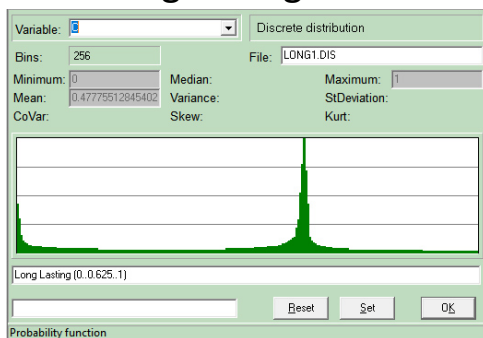 Variable: Discrete distribution
Bins: 256 File: LONG1.DIS
Minimum: 0 Median: Maximum: 1
Mean: 0.47775512845402 Variance: StDeviation:
CoVar: Skew: Kurt:
Long Lasting (0..0.625..1)
Reset Set OK
Probability function